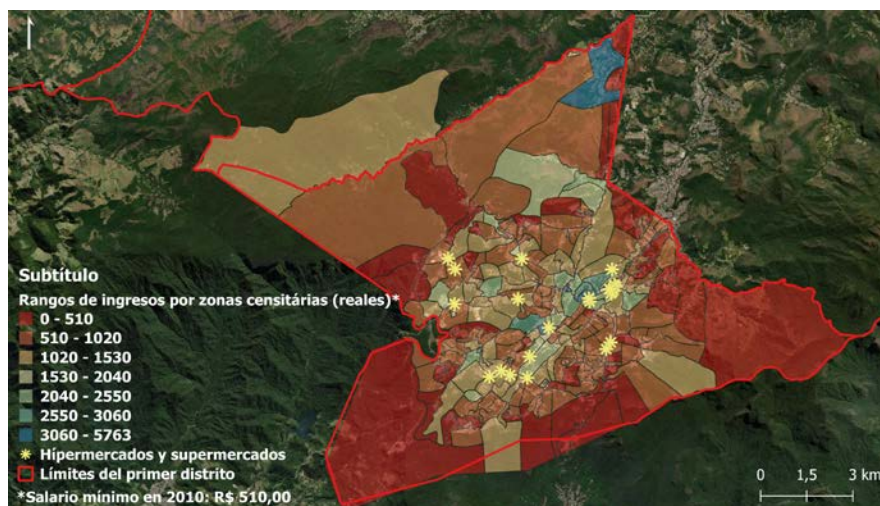 Subtítulo
Rangos de ingresos por zonas censitárias (reales)*
0 - 510
510 - 1020
1020 - 1530
1530 - 2040
2040 - 2550
2550 - 3060
3060 - 5763
Hípermercados y supermercados
Límites del primer distrito
*Salario mínimo en 2010: R$ 510,00
0 1,5 3 km